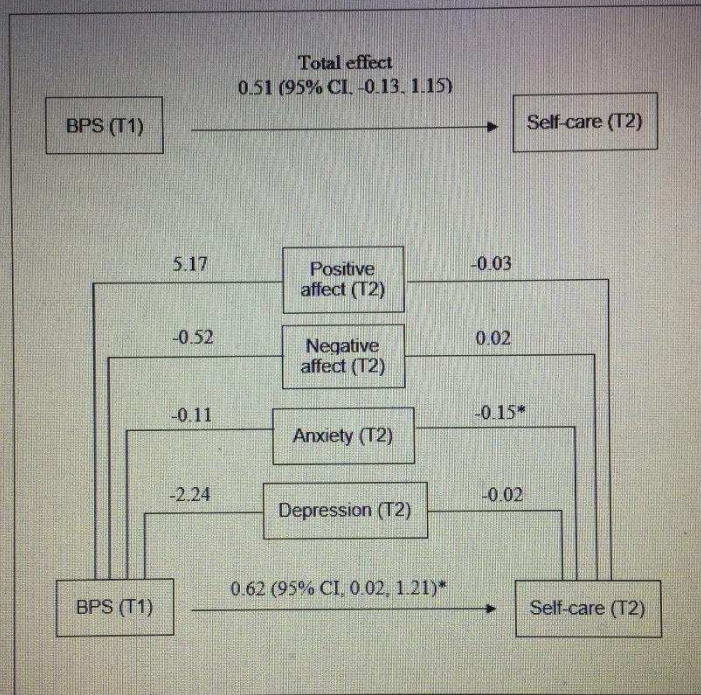 Total effect
0.51 (95% CI, -0.13, 1.15)
BPS (T1)
Self-care (T2)
5.17
Positive
affect (T2)
-0.03
-0.52
Negative
affect (T2)
0.02
-0.11
Anxiety (T2)
-0.15*
-2.24
Depression (T2)
-0.02
BPS (T1)
0.62 (95% CI, 0.02, 1.21)*
Self-care (T2)